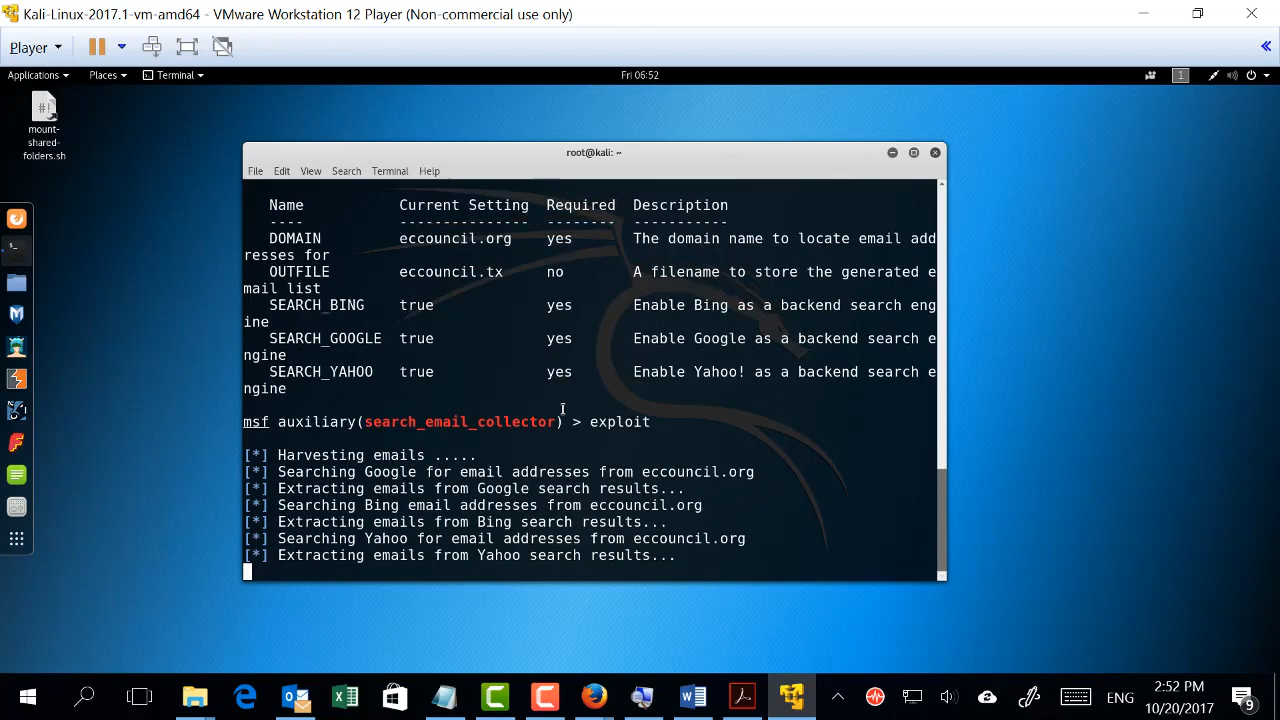 Kali-Linux-2017.1-vm-amd64 - VMware Workstation 12 Player (Non-commercial use only)
Player
Applications Places Terminal Fri 06:52 1
#!
mount-
shared-
folders.sh
root@kali: ~
File Edit View Search Terminal Help
Name Current Setting Required Description
---- --------------- -------- -----------
DOMAIN eccouncil.org yes The domain name to locate email add
resses for
OUTFILE eccouncil.tx no A filename to store the generated e
mail list
SEARCH_BING true yes Enable Bing as a backend search eng
ine
SEARCH_GOOGLE true yes Enable Google as a backend search e
ngine
SEARCH_YAHOO true yes Enable Yahoo! as a backend search e
ngine
msf auxiliary(search_email_collector) > exploit
[*] Harvesting emails .....
[*] Searching Google for email addresses from eccouncil.org
[*] Extracting emails from Google search results...
[*] Searching Bing email addresses from eccouncil.org
[*] Extracting emails from Bing search results...
[*] Searching Yahoo for email addresses from eccouncil.org
[*] Extracting emails from Yahoo search results...
ENG
2:52 PM
10/20/2017
9